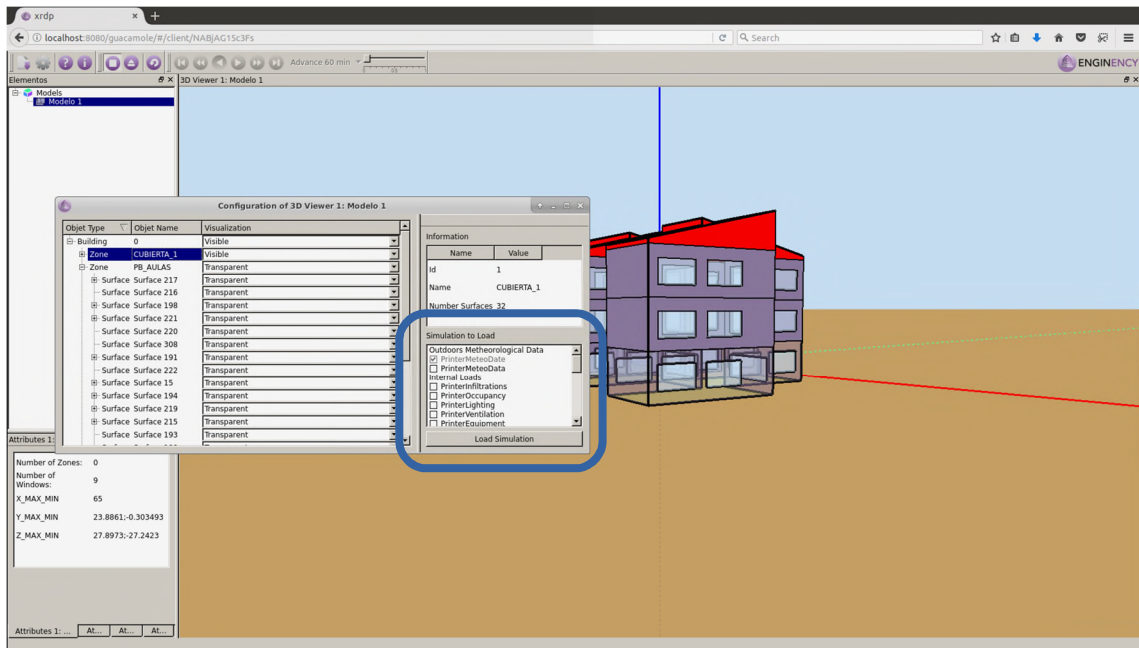 xrdp
localhost:8080/guacamole/#/client/NABjAG15c3Fs
Search
Advance 60 min
ENGINENCY
Elementos
3D Viewer 1: Modelo 1
Models
Modelo 1
Configuration of 3D Viewer 1: Modelo 1
Objet Type Objet Name Visualization
Building 0 Visible
Zone CUBIERTA_1 Visible
Zone PB_AULAS Transparent
Surface Surface 217 Transparent
Surface Surface 216 Transparent
Surface Surface 198 Transparent
Surface Surface 221 Transparent
Surface Surface 220 Transparent
Surface Surface 308 Transparent
Surface Surface 191 Transparent
Surface Surface 222 Transparent
Surface Surface 15 Transparent
Surface Surface 194 Transparent
Surface Surface 219 Transparent
Surface Surface 215 Transparent
Surface Surface 193 Transparent
Information
Name Value
Id 1
Name CUBIERTA_1
Number Surfaces 32
Simulation to Load
Outdoors Metheorological Data
PrinterMeteoDate
PrinterMeteoData
Internal Loads
PrinterInfiltrations
PrinterOccupancy
PrinterLighting
PrinterVentilation
PrinterEquipment
Load Simulation
Attributes 1:
Number of Zones: 0
Number of
Windows: 9
X_MAX_MIN 65
Y_MAX_MIN 23.8861;-0.303493
Z_MAX_MIN 27.8973;-27.2423
Attributes 1: ... At... At... At...